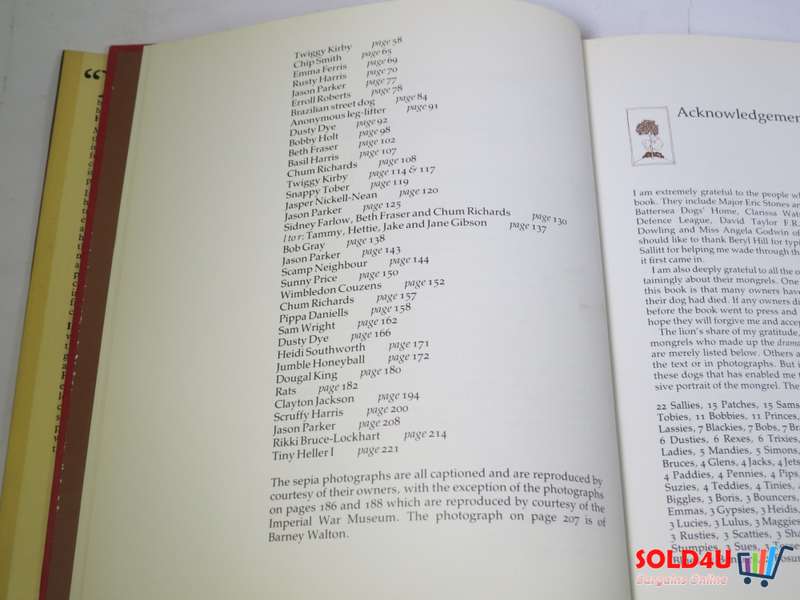 Twiggy Kirby page 58
Chip Smith page 65
Emma Ferris page 69
Rusty Harris page 70
Jason Parker page 77
Erroll Roberts page 78
Brazilian street dog page 84
Anonymous leg-lifter page 91
Dusty Dye page 92
Bobby Holt page 98
Beth Fraser page 102
Basil Harris page 107
Chum Richards page 108
Twiggy Kirby page 114 & 117
Snappy Tober page 119
Jasper Nickell-Nean page 120
Jason Parker page 125
Sidney Farlow, Beth Fraser and Chum Richards page 130
l to r: Tammy, Hettie, Jake and Jane Gibson page 137
Bob Gray page 138
Jason Parker page 143
Scamp Neighbour page 144
Sunny Price page 150
Wimbledon Couzens page 152
Chum Richards page 157
Pippa Daniells page 158
Sam Wright page 162
Dusty Dye page 166
Heidi Southworth page 171
Jumble Honeyball page 172
Dougal King page 180
Rats page 182
Clayton Jackson page 194
Scruffy Harris page 200
Jason Parker page 208
Rikki Bruce-Lockhart page 214
Tiny Heller I page 221
The sepia photographs are all captioned and are reproduced by
courtesy of their owners, with the exception of the photographs
on pages 186 and 188 which are reproduced by courtesy of the
Imperial War Museum. The photograph on page 207 is of
Barney Walton.
Acknowledgemen
I am extremely grateful to the people wh
book. They include Major Eric Stones an
Battersea Dogs' Home, Clarissa Watt
Defence League, David Taylor F.R.
Dowling and Miss Angela Godwin of
should like to thank Beryl Hill for typ
Sallitt for helping me wade through th
it first came in.
I am also deeply grateful to all the o
tainingly about their mongrels. One
this book is that many owners have
their dog had died. If any owners di
before the book went to press and
hope they will forgive me and accep
The lion's share of my gratitude,
mongrels who made up the drama
are merely listed below. Others a
the text or in photographs. But i
these dogs that has enabled me t
sive portrait of the mongrel. The
22 Sallies, 15 Patches, 15 Sams
Tobies, 11 Bobbies, 11 Princes,
Lassies, 7 Blackies, 7 Bobs, 7 Br
6 Dusties, 6 Rexes, 6 Trixies,
Ladies, 5 Mandies, 5 Simons,
Bruces, 4 Glens, 4 Jacks, 4 Jets
4 Paddies, 4 Pennies, 4 Pips
Suzies, 4 Teddies, 4 Tinies, 4
Biggles, 3 Boris, 3 Bouncers,
Emmas, 3 Gypsies, 3 Heidis,
3 Lucies, 3 Lulus, 3 Maggie
3 Rusties, 3 Scatties, 3 Sha
Stumpies, 3 Sues, 3
SOLD4U
Bargains Online